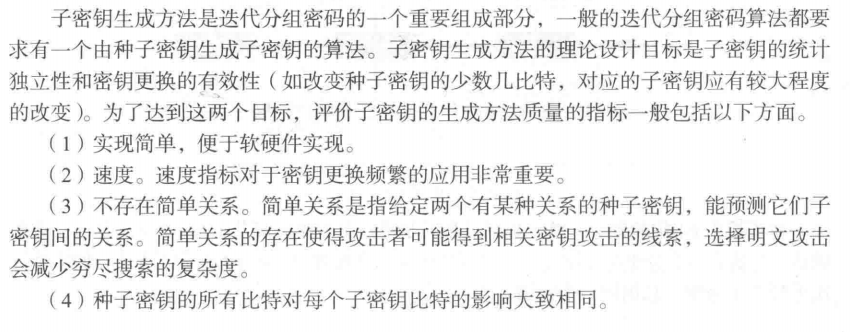 子密钥生成方法是迭代分组密码的一个重要组成部分，一般的迭代分组密码算法都要
求有一个由种子密钥生成子密钥的算法。子密钥生成方法的理论设计目标是子密钥的统计
独立性和密钥更换的有效性（如改变种子密钥的少数几比特，对应的子密钥应有较大程度
的改变）。为了达到这两个目标，评价子密钥的生成方法质量的指标一般包括以下方面。
（1）实现简单，便于软硬件实现。
（2）速度。速度指标对于密钥更换频繁的应用非常重要。
（3）不存在简单关系。简单关系是指给定两个有某种关系的种子密钥，能预测它们子
密钥间的关系。简单关系的存在使得攻击者可能得到相关密钥攻击的线索，选择明文攻击
会减少穷尽搜索的复杂度。
（4）种子密钥的所有比特对每个子密钥比特的影响大致相同。